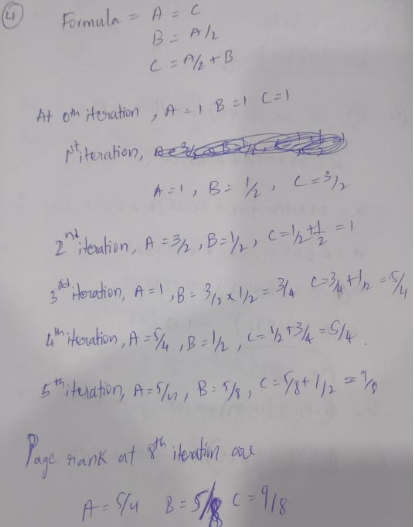 ④ Formula = A = C
B = A/2
C = A/2 + B
At 0th iteration, A = 1 B = 1 C = 1
1st iteration,
A = 1, B = 1/2, C = 3/2
2nd iteration, A = 3/2, B = 1/2, C = 1/2 + 1/2 = 1
3rd iteration, A = 1, B = 3/2 x 1/2 = 3/4 C = 3/4 + 1/2 = 5/4
4th iteration, A = 5/4, B = 1/2, C = 1/2 + 3/4 = 5/4.
5th iteration, A = 5/4, B = 5/8, C = 5/8 + 1/2 = 9/8
Page rank at 8th iteration are
A = 5/4 B = 5/8 C = 9/8